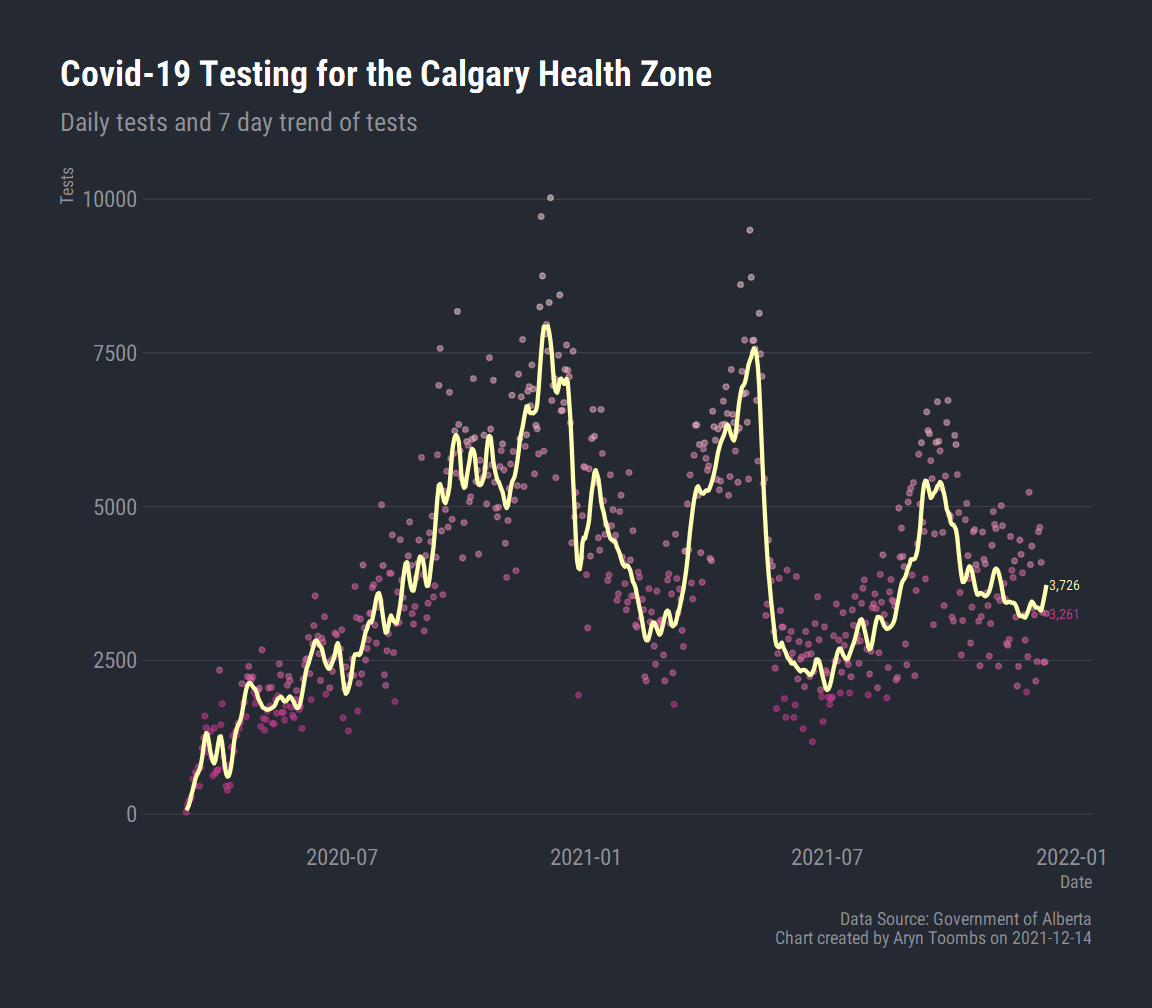 Covid-19 Testing for the Calgary Health Zone
Daily tests and 7 day trend of tests
Tests
10000
7500
5000
2500
0
3,726
3,261
2020-07
2021-01
2021-07
2022-01
Date
Data Source: Government of Alberta
Chart created by Aryn Toombs on 2021-12-14